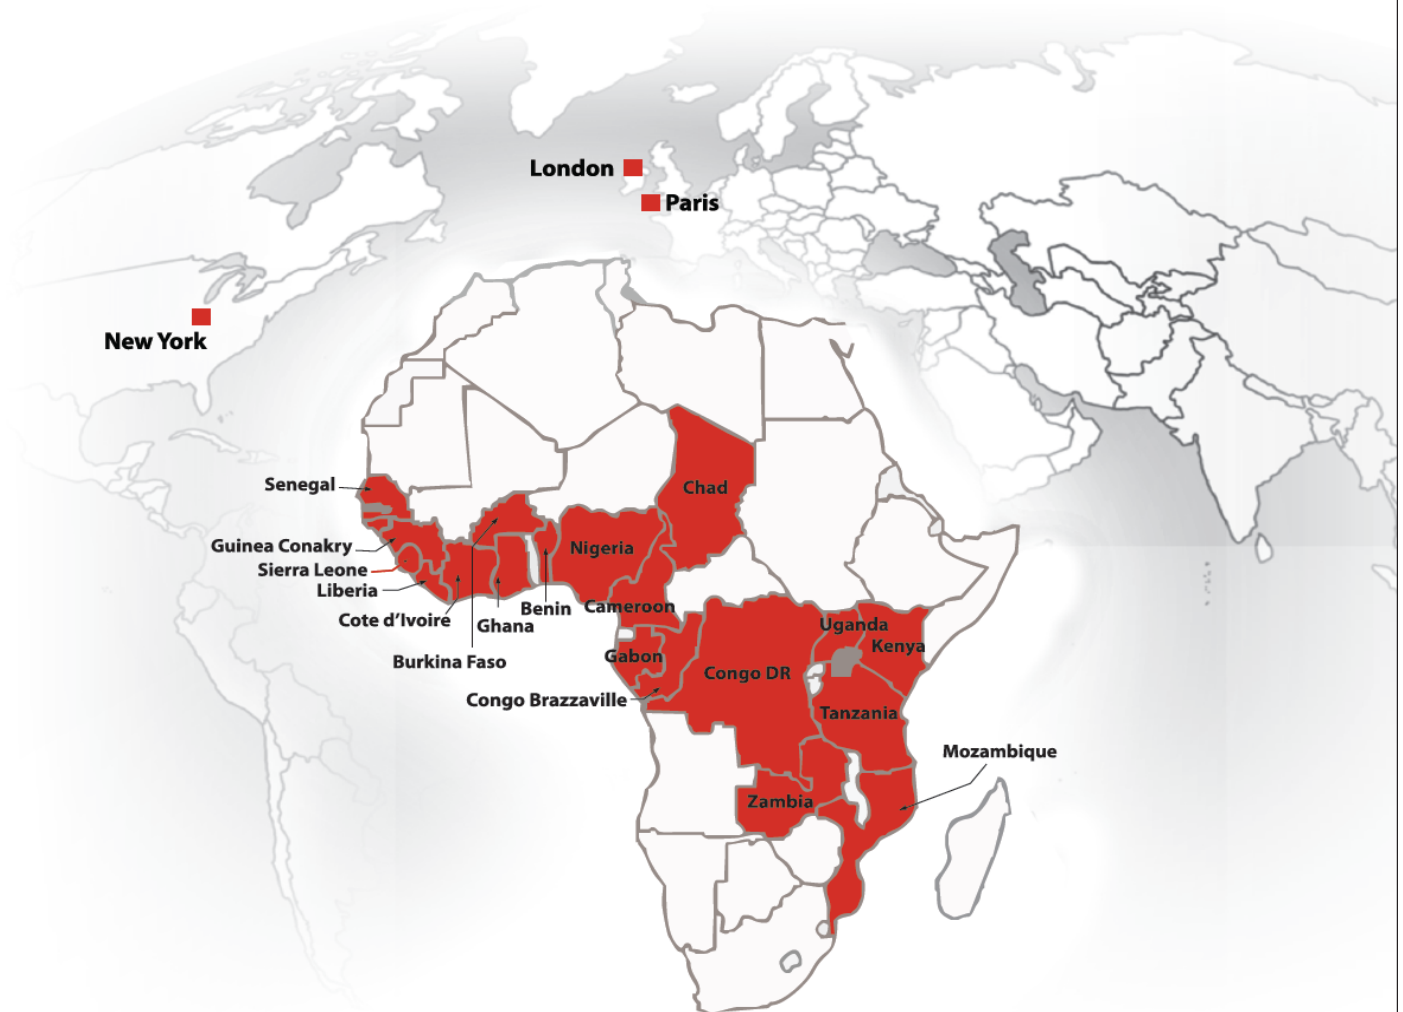 London
Paris
New York
Senegal
Chad
Guinea Conakry
Nigeria
Sierra Leone
Liberia
Cote d'Ivoire
Benin
Cameroon
Ghana
Uganda
Kenya
Burkina Faso
Gabon
Congo DR
Congo Brazzaville
Tanzania
Mozambique
Zambia